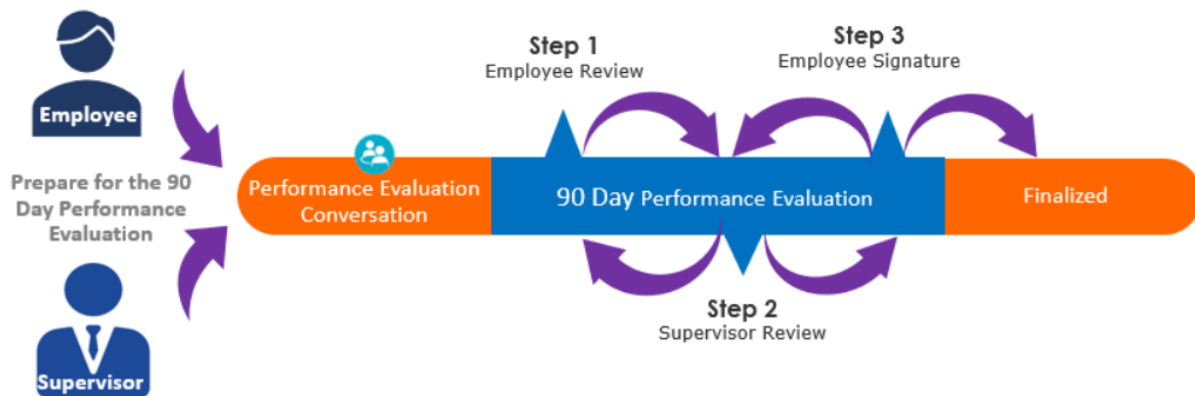 Employee
Prepare for the 90
Day Performance
Evaluation
Supervisor
Performance Evaluation
Conversation
Step 1
Employee Review
90 Day Performance Evaluation
Step 2
Supervisor Review
Step 3
Employee Signature
Finalized